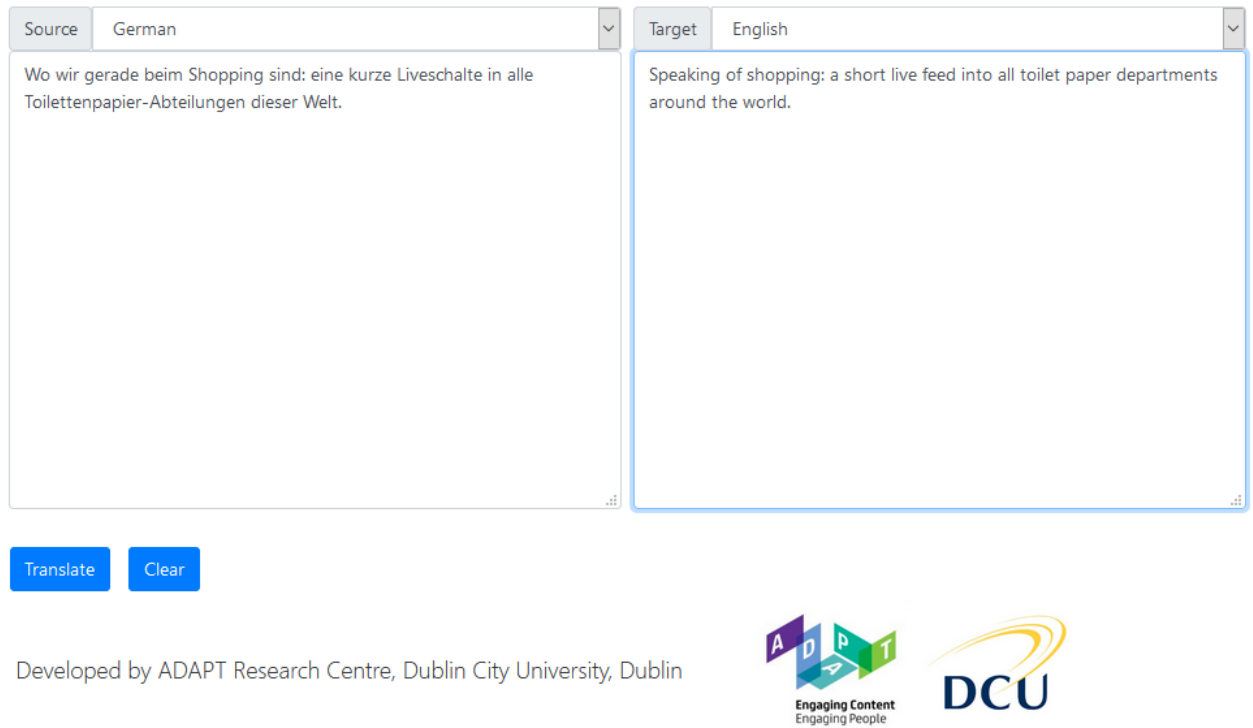 Source German
Target English
Wo wir gerade beim Shopping sind: eine kurze Liveschalte in alle
Toilettenpapier-Abteilungen dieser Welt.
Speaking of shopping: a short live feed into all toilet paper departments
around the world.
Translate Clear
Developed by ADAPT Research Centre, Dublin City University, Dublin
ADAPT
Engaging Content
Engaging People
DCU